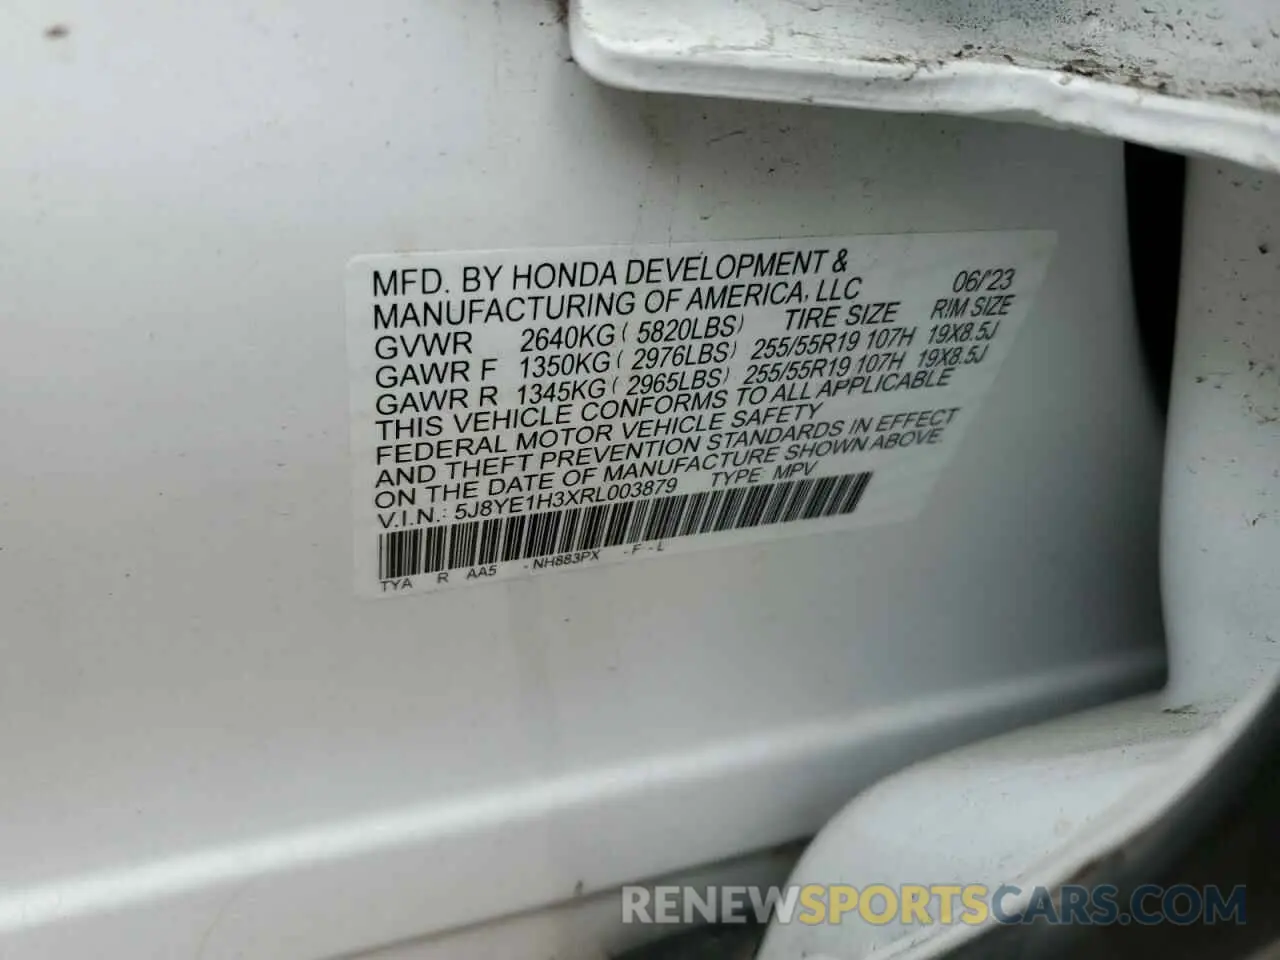 MFD. BY HONDA DEVELOPMENT &
MANUFACTURING OF AMERICA, LLC 06/'23
GVWR 2640KG ( 5820LBS) TIRE SIZE RIM SIZE
GAWR F 1350KG ( 2976LBS) 255/55R19 107H 19X8.5J
GAWR R 1345KG ( 2965LBS) 255/55R19 107H 19X8.5J
THIS VEHICLE CONFORMS TO ALL APPLICABLE
FEDERAL MOTOR VEHICLE SAFETY
AND THEFT PREVENTION STANDARDS IN EFFECT
ON THE DATE OF MANUFACTURE SHOWN ABOVE.
V.I.N.: 5J8YE1H3XRL003879 TYPE: MPV
TYA R AA5 - NH883PX - F - L
RENEWSPORTSCARS.COM